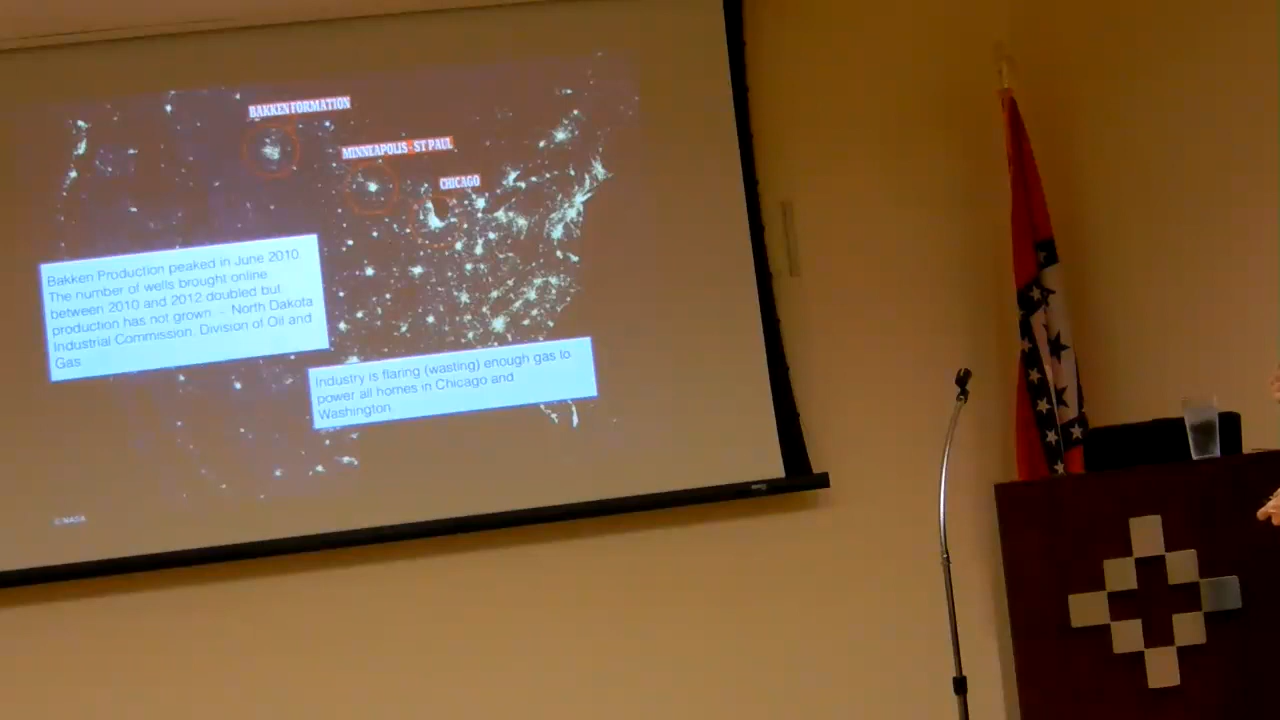 BAKKEN FORMATION
MINNEAPOLIS - ST PAUL
CHICAGO
Bakken Production peaked in June 2010.
The number of wells brought online
between 2010 and 2012 doubled but
production has not grown. - North Dakota
Industrial Commission, Division of Oil and
Gas
Industry is flaring (wasting) enough gas to
power all homes in Chicago and
Washington.
© NASA